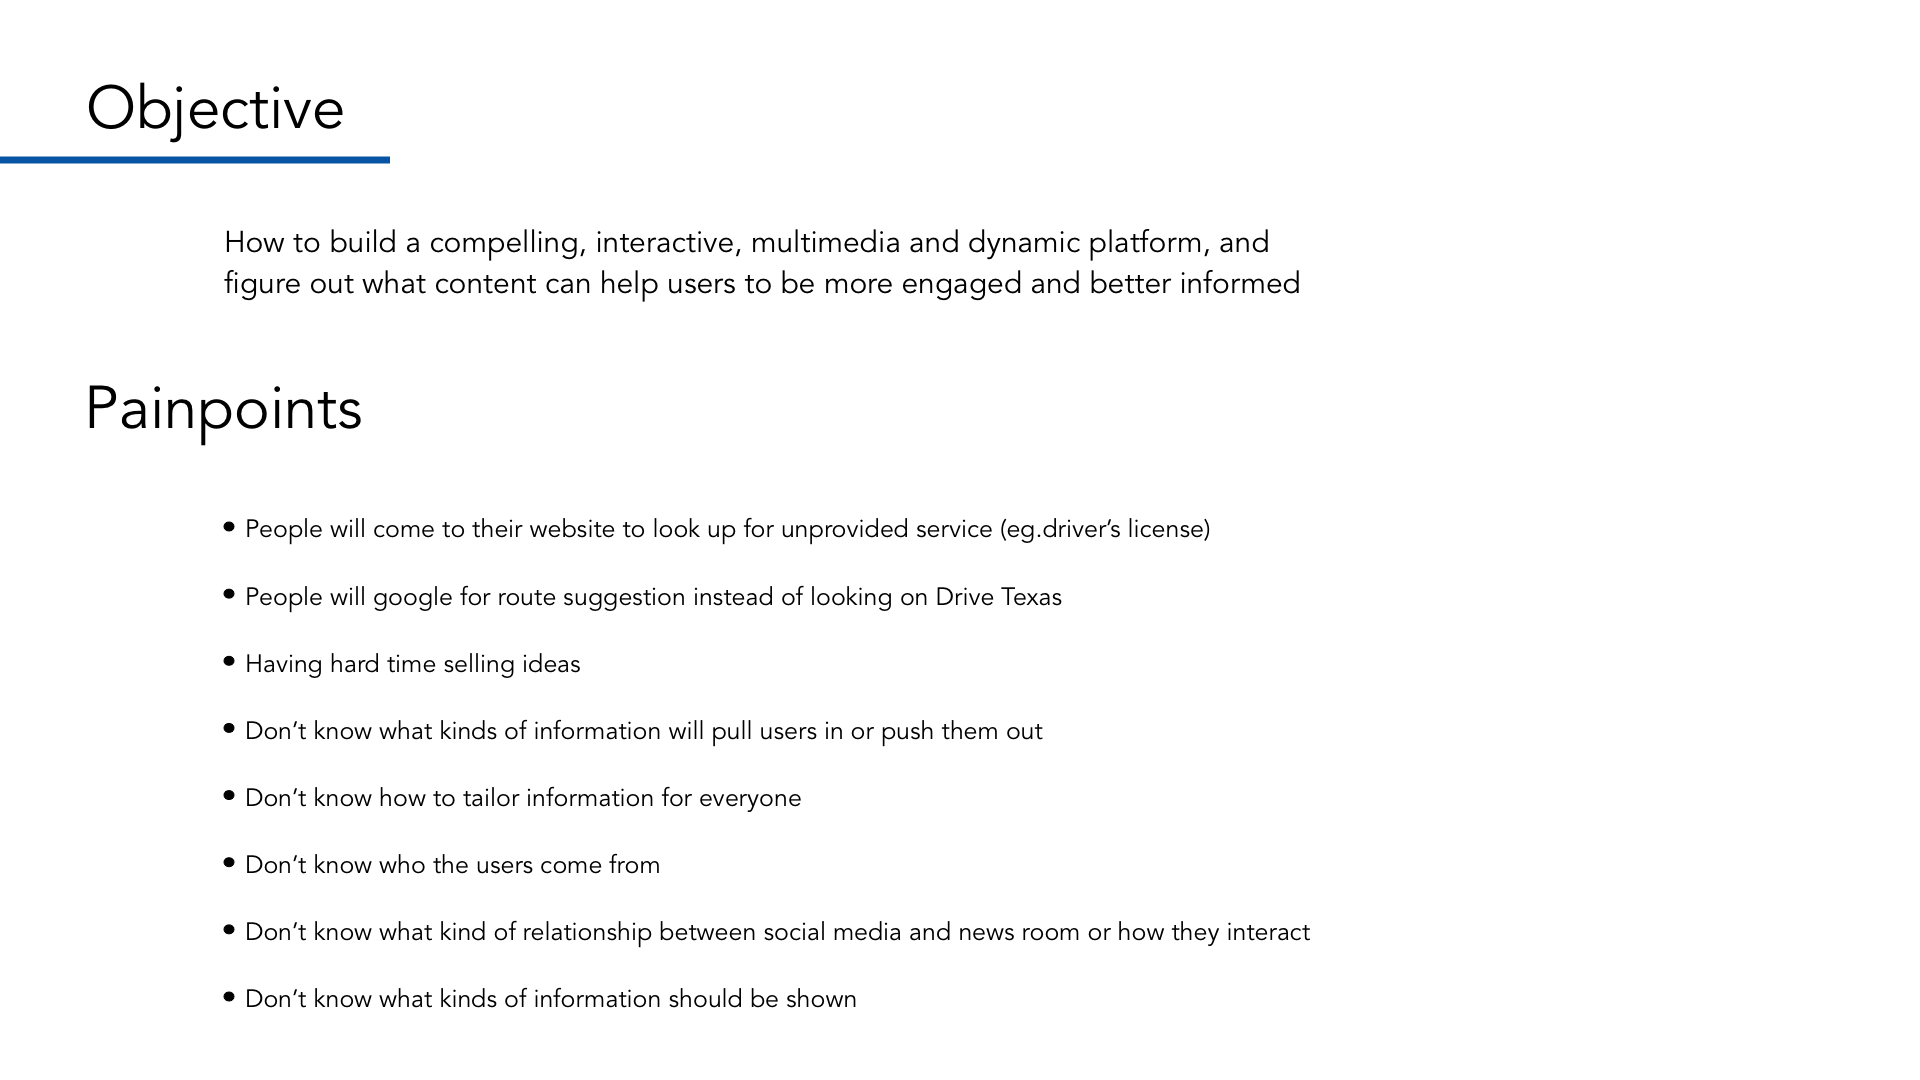 Objective
How to build a compelling, interactive, multimedia and dynamic platform, and
figure out what content can help users to be more engaged and better informed
Painpoints
• People will come to their website to look up for unprovided service (eg.driver’s license)
• People will google for route suggestion instead of looking on Drive Texas
• Having hard time selling ideas
• Don’t know what kinds of information will pull users in or push them out
• Don’t know how to tailor information for everyone
• Don’t know who the users come from
• Don’t know what kind of relationship between social media and news room or how they interact
• Don’t know what kinds of information should be shown